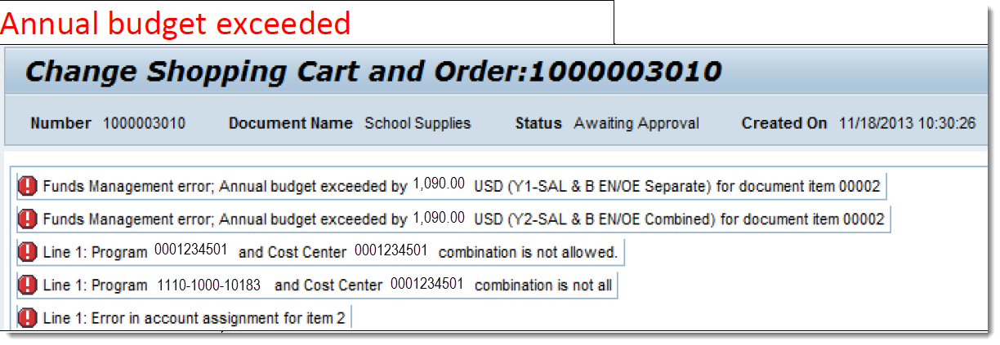 Annual budget exceeded
Change Shopping Cart and Order:1000003010
Number 1000003010 Document Name School Supplies Status Awaiting Approval Created On 11/18/2013 10:30:26
Funds Management error; Annual budget exceeded by 1,090.00 USD (Y1-SAL & B EN/OE Separate) for document item 00002
Funds Management error; Annual budget exceeded by 1,090.00 USD (Y2-SAL & B EN/OE Combined) for document item 00002
Line 1: Program 0001234501 and Cost Center 0001234501 combination is not allowed.
Line 1: Program 1110-1000-10183 and Cost Center 0001234501 combination is not all
Line 1: Error in account assignment for item 2